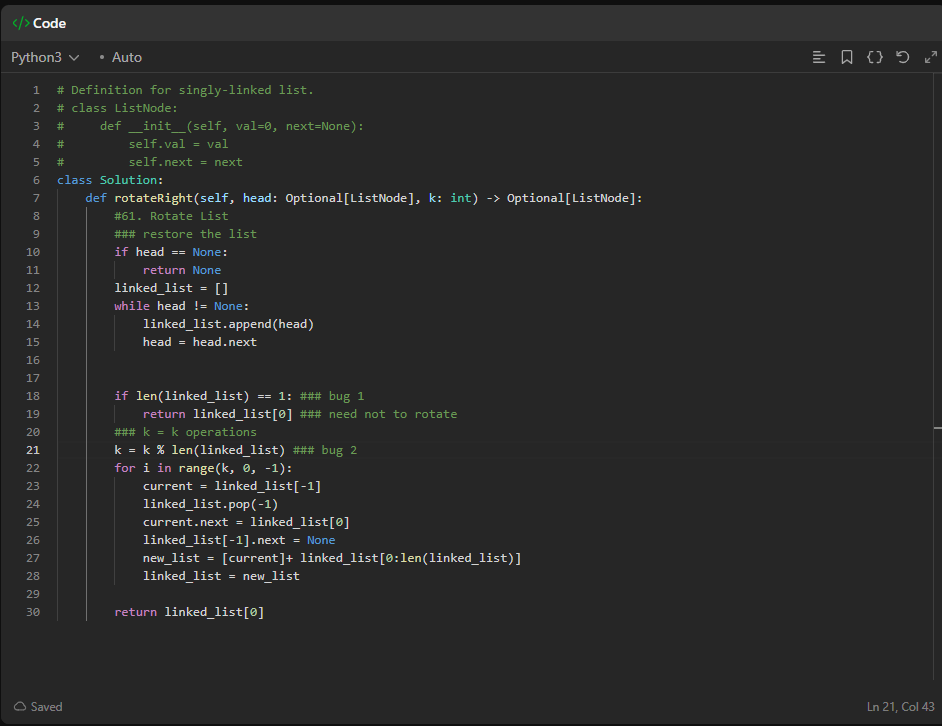 </> Code
Python3 • Auto
1 # Definition for singly-linked list.
2 # class ListNode:
3 #     def __init__(self, val=0, next=None):
4 #         self.val = val
5 #         self.next = next
6 class Solution:
7     def rotateRight(self, head: Optional[ListNode], k: int) -> Optional[ListNode]:
8         #61. Rotate List
9         ### restore the list
10         if head == None:
11             return None
12         linked_list = []
13         while head != None:
14             linked_list.append(head)
15             head = head.next
16
17
18         if len(linked_list) == 1: ### bug 1
19             return linked_list[0] ### need not to rotate
20         ### k = k operations
21         k = k % len(linked_list) ### bug 2
22         for i in range(k, 0, -1):
23             current = linked_list[-1]
24             linked_list.pop(-1)
25             current.next = linked_list[0]
26             linked_list[-1].next = None
27             new_list = [current]+ linked_list[0:len(linked_list)]
28             linked_list = new_list
29
30         return linked_list[0]
Saved Ln 21, Col 43